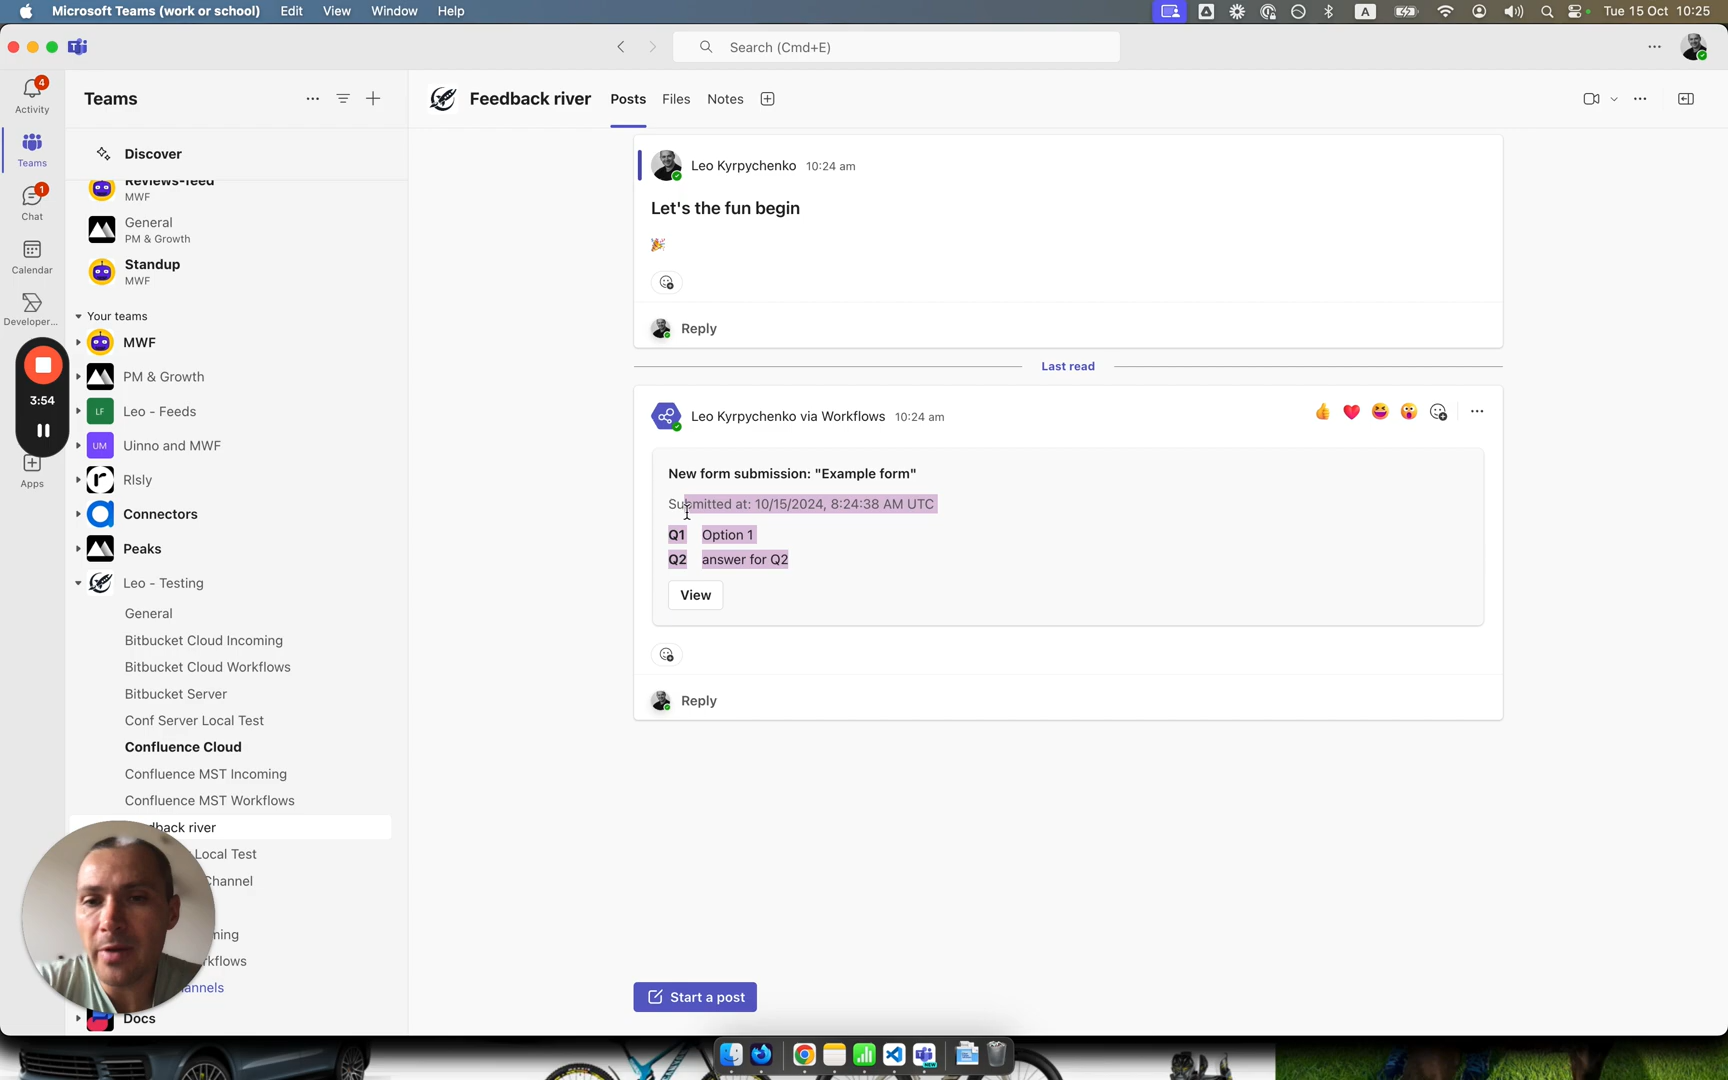 Microsoft Teams (work or school) Edit View Window Help
A
Tue 15 Oct 10:25
Search (Cmd+E)
4
Activity
Teams
1
Chat
Calendar
Developer...
3:54
Apps
Teams
Discover
Reviews-feed
MWF
General
PM & Growth
Standup
MWF
Your teams
MWF
PM & Growth
LF Leo - Feeds
UM Uinno and MWF
r Rlsly
Connectors
Peaks
Leo - Testing
General
Bitbucket Cloud Incoming
Bitbucket Cloud Workflows
Bitbucket Server
Conf Server Local Test
Confluence Cloud
Confluence MST Incoming
Confluence MST Workflows
dback river
Local Test
Channel
ming
rkflows
annels
Docs
Feedback river Posts Files Notes
Leo Kyrpychenko 10:24 am
Let's the fun begin
Reply
Last read
Leo Kyrpychenko via Workflows 10:24 am
New form submission: "Example form"
Submitted at: 10/15/2024, 8:24:38 AM UTC
Q1 Option 1
Q2 answer for Q2
View
Reply
Start a post
NEW